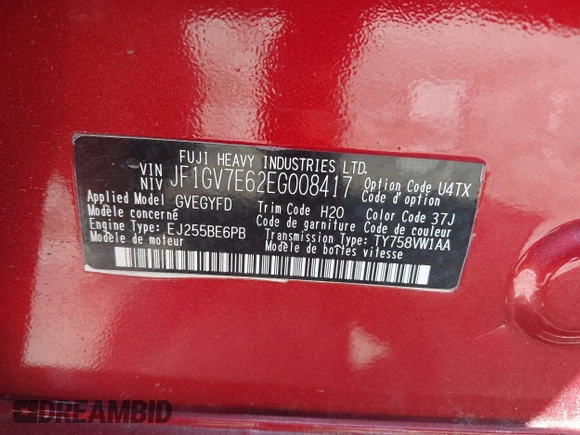 FUJI HEAVY INDUSTRIES LTD.
VIN NIV JF1GV7E62EG008417 Option Code U4TX
Code d'option
Applied Model GVEGYFD Trim Code H20 Color Code 37J
Modèle concerné Code de garniture Code de couleur
Engine Type EJ255BE6PB Transmission Type TY758VW1AA
Modèle de moteur Modèle de boîtes vitesse
DREAMBID